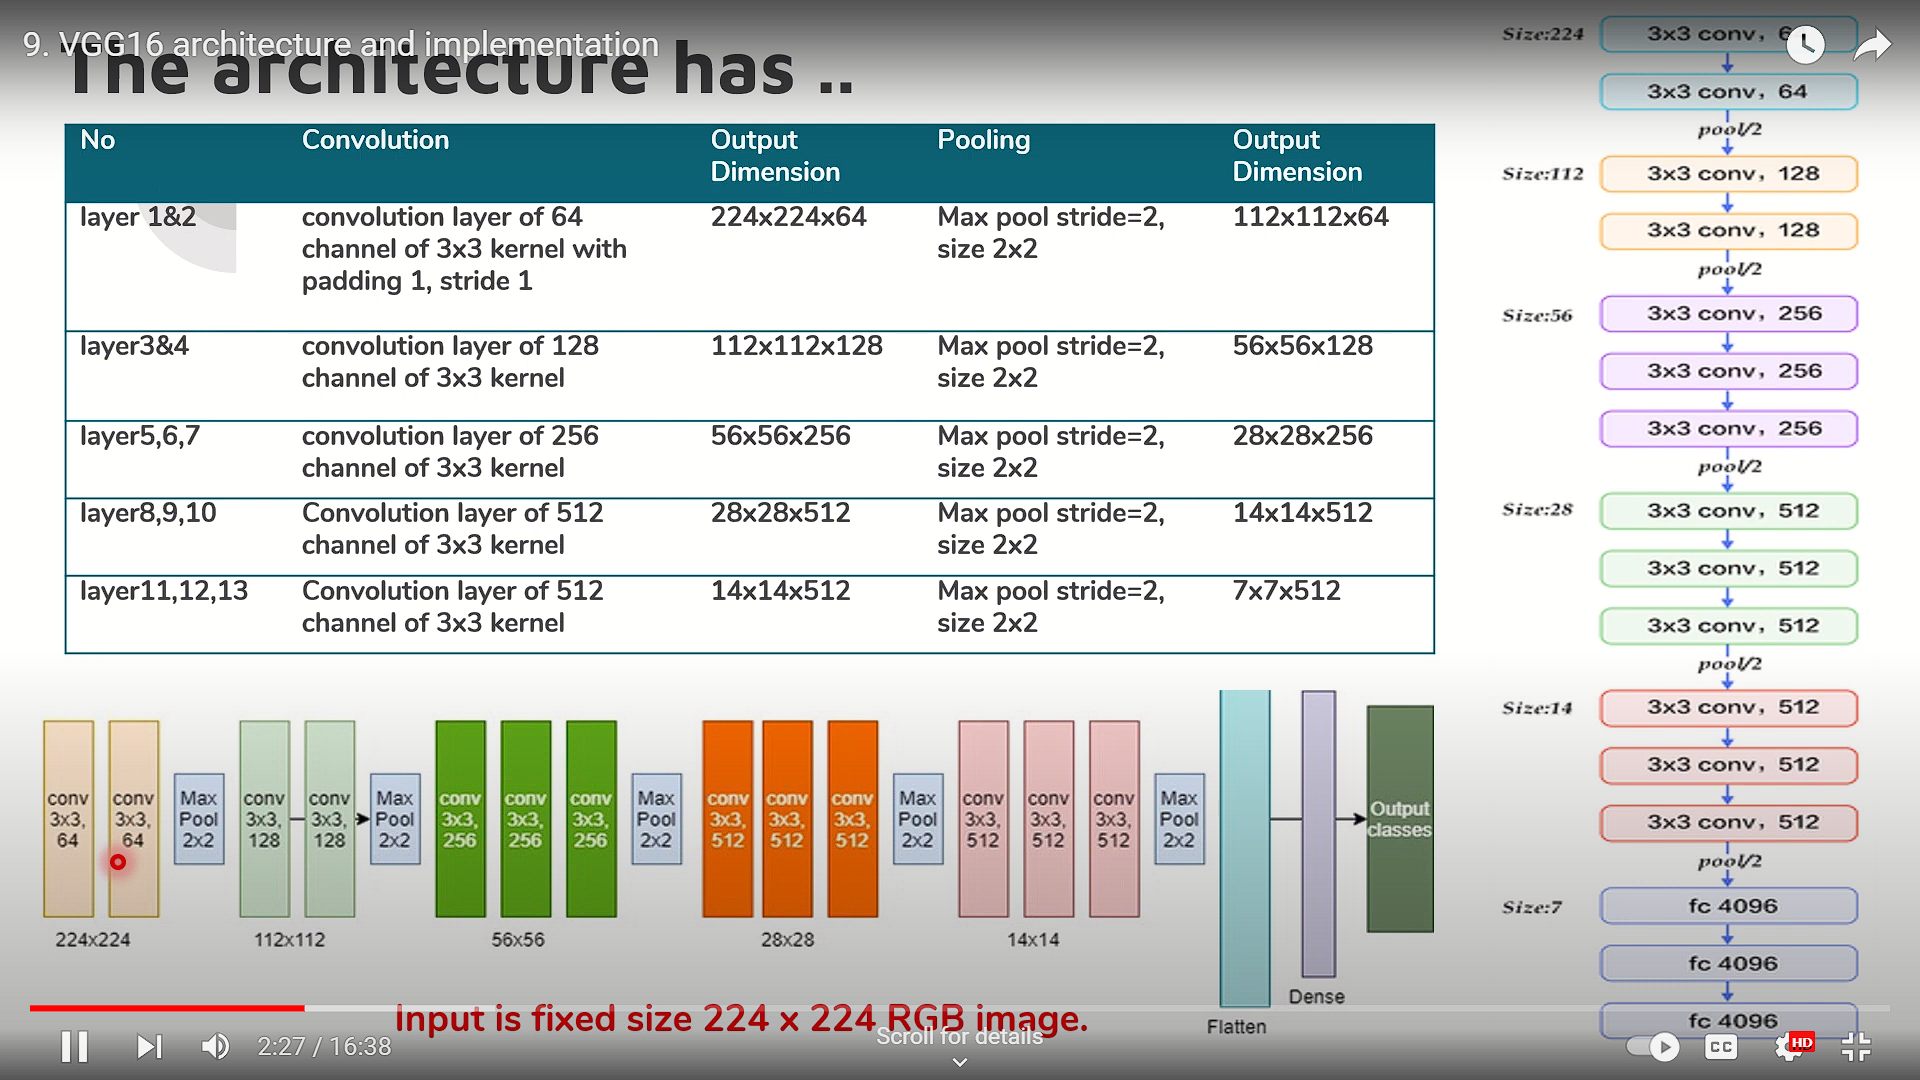 9. VGG16 architecture and implementation
The architecture has ..
No Convolution Output Dimension Pooling Output Dimension
layer 1&2 convolution layer of 64 channel of 3x3 kernel with padding 1, stride 1 224x224x64 Max pool stride=2, size 2x2 112x112x64
layer3&4 convolution layer of 128 channel of 3x3 kernel 112x112x128 Max pool stride=2, size 2x2 56x56x128
layer5,6,7 convolution layer of 256 channel of 3x3 kernel 56x56x256 Max pool stride=2, size 2x2 28x28x256
layer8,9,10 Convolution layer of 512 channel of 3x3 kernel 28x28x512 Max pool stride=2, size 2x2 14x14x512
layer11,12,13 Convolution layer of 512 channel of 3x3 kernel 14x14x512 Max pool stride=2, size 2x2 7x7x512
conv 3x3, 64
conv 3x3, 64
Max Pool 2x2
conv 3x3, 128
conv 3x3, 128
Max Pool 2x2
conv 3x3, 256
conv 3x3, 256
conv 3x3, 256
Max Pool 2x2
conv 3x3, 512
conv 3x3, 512
conv 3x3, 512
Max Pool 2x2
conv 3x3, 512
conv 3x3, 512
conv 3x3, 512
Max Pool 2x2
Output classes
224x224
112x112
56x56
28x28
14x14
Dense
Flatten
Input is fixed size 224 x 224 RGB image.
Scroll for details
2:27 / 16:38
CC
HD
Size:224
3x3 conv,
3x3 conv, 64
pool/2
Size:112
3x3 conv, 128
3x3 conv, 128
pool/2
Size:56
3x3 conv, 256
3x3 conv, 256
3x3 conv, 256
pool/2
Size:28
3x3 conv, 512
3x3 conv, 512
3x3 conv, 512
pool/2
Size:14
3x3 conv, 512
3x3 conv, 512
3x3 conv, 512
pool/2
Size:7
fc 4096
fc 4096
fc 4096